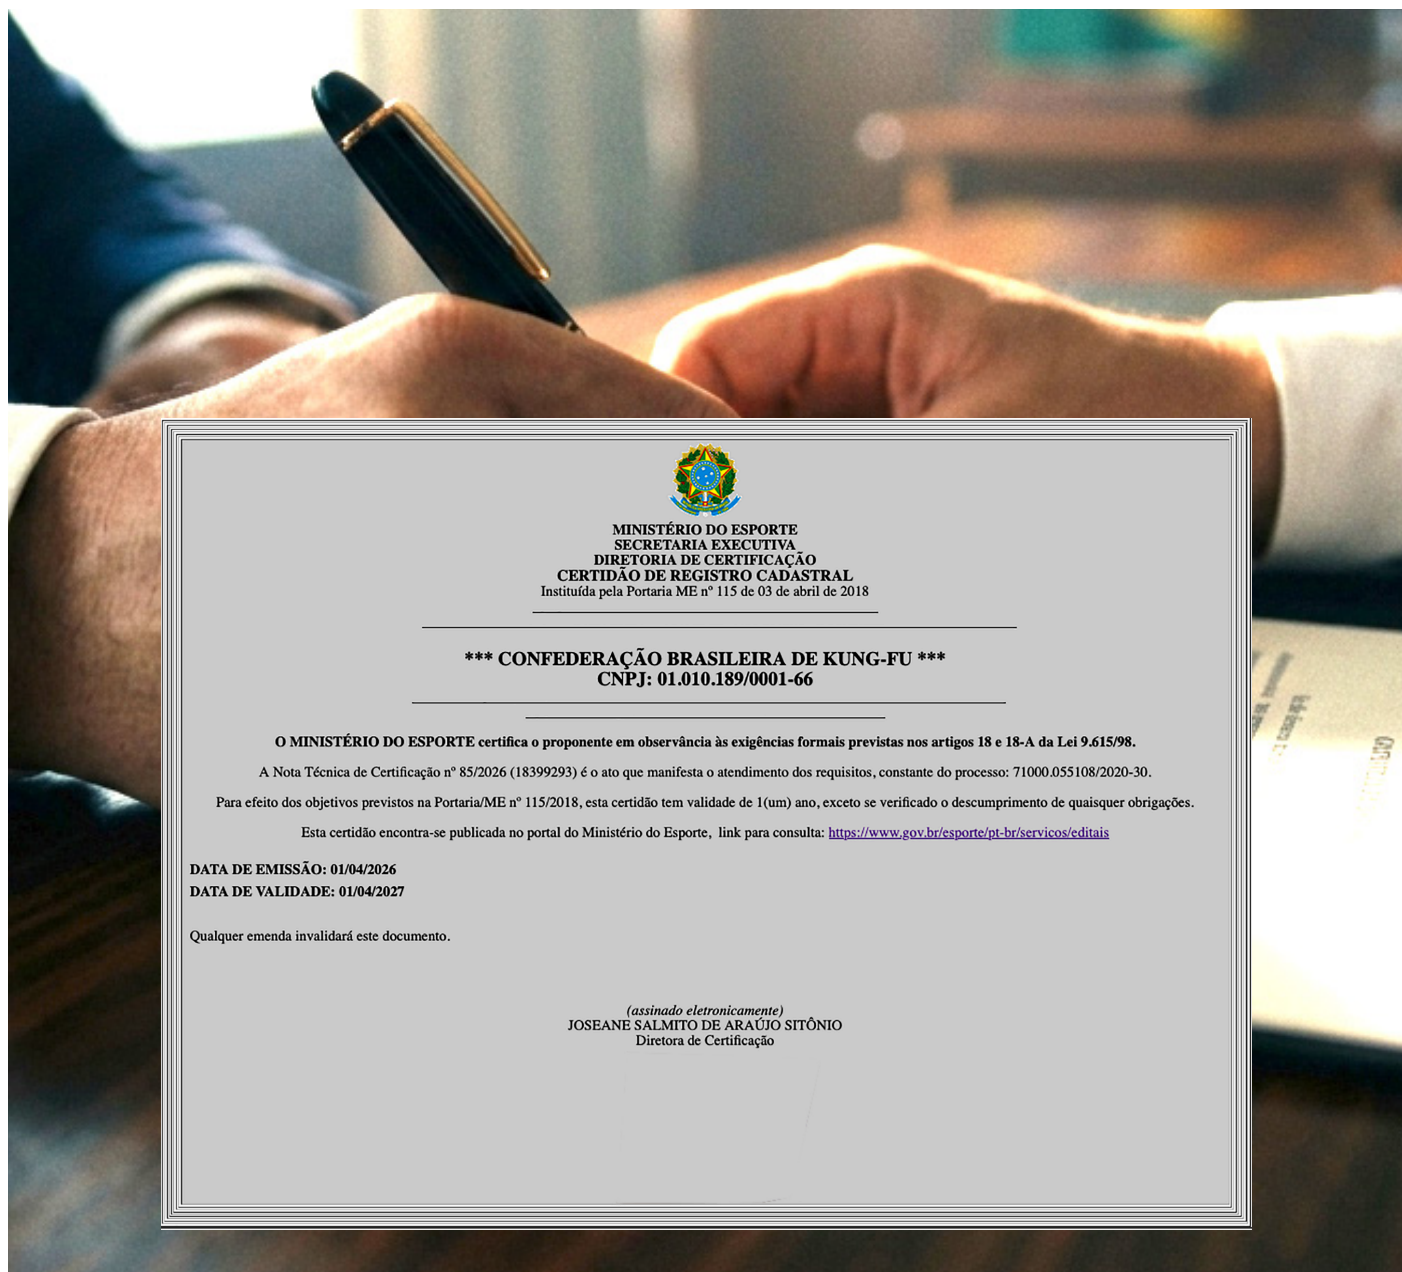 MINISTÉRIO DO ESPORTE
SECRETARIA EXECUTIVA
DIRETORIA DE CERTIFICAÇÃO
CERTIDÃO DE REGISTRO CADASTRAL
Instituída pela Portaria ME nº 115 de 03 de abril de 2018
*** CONFEDERAÇÃO BRASILEIRA DE KUNG-FU ***
CNPJ: 01.010.189/0001-66
O MINISTÉRIO DO ESPORTE certifica o proponente em observância às exigências formais previstas nos artigos 18 e 18-A da Lei 9.615/98.
A Nota Técnica de Certificação nº 85/2026 (18399293) é o ato que manifesta o atendimento dos requisitos, constante do processo: 71000.055108/2020-30.
Para efeito dos objetivos previstos na Portaria/ME nº 115/2018, esta certidão tem validade de 1(um) ano, exceto se verificado o descumprimento de quaisquer obrigações.
Esta certidão encontra-se publicada no portal do Ministério do Esporte, link para consulta: https://www.gov.br/esporte/pt-br/servicos/editais
DATA DE EMISSÃO: 01/04/2026
DATA DE VALIDADE: 01/04/2027
Qualquer emenda invalidará este documento.
(assinado eletronicamente)
JOSEANE SALMITO DE ARAÚJO SITÔNIO
Diretora de Certificação